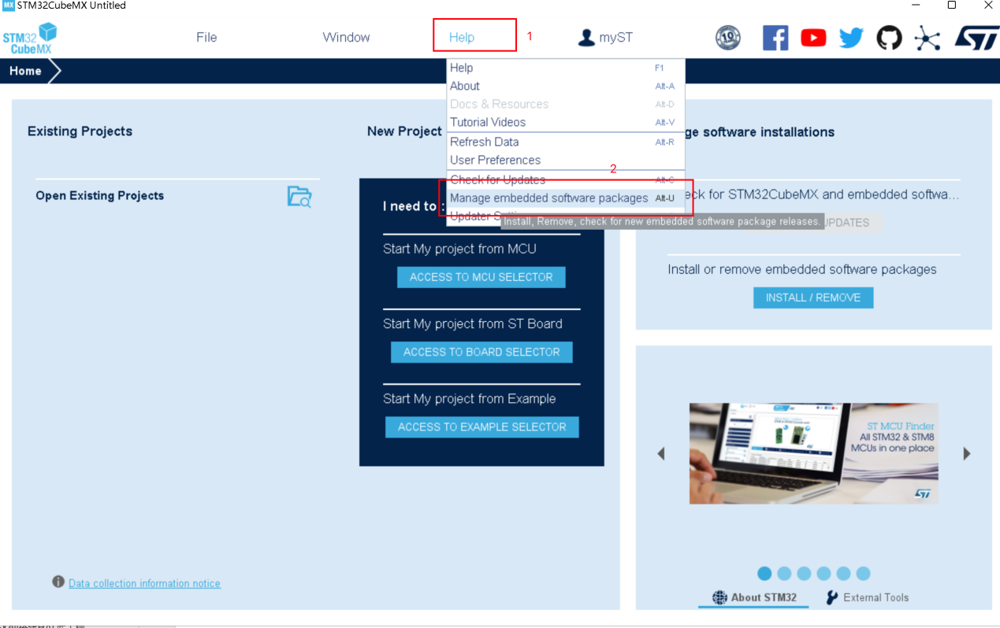 MX STM32CubeMX Untitled
STM32
CubeMX
File
Window
Help
1
myST
10
ST
Home
Help F1
About Alt-A
Docs & Resources Alt-D
Tutorial Videos Alt-V
Refresh Data Alt-R
User Preferences
2
Check for Updates Alt-C
Manage embedded software packages Alt-U
Updater
Install, Remove, check for new embedded software package releases.
Existing Projects
Open Existing Projects
Data collection information notice
New Project
I need to :
Start My project from MCU
ACCESS TO MCU SELECTOR
Start My project from ST Board
ACCESS TO BOARD SELECTOR
Start My project from Example
ACCESS TO EXAMPLE SELECTOR
ge software installations
eck for STM32CubeMX and embedded softwa...
UPDATES
Install or remove embedded software packages
INSTALL / REMOVE
ST MCU Finder
All STM32 & STM8
MCUs in one place
ST
About STM32
External Tools